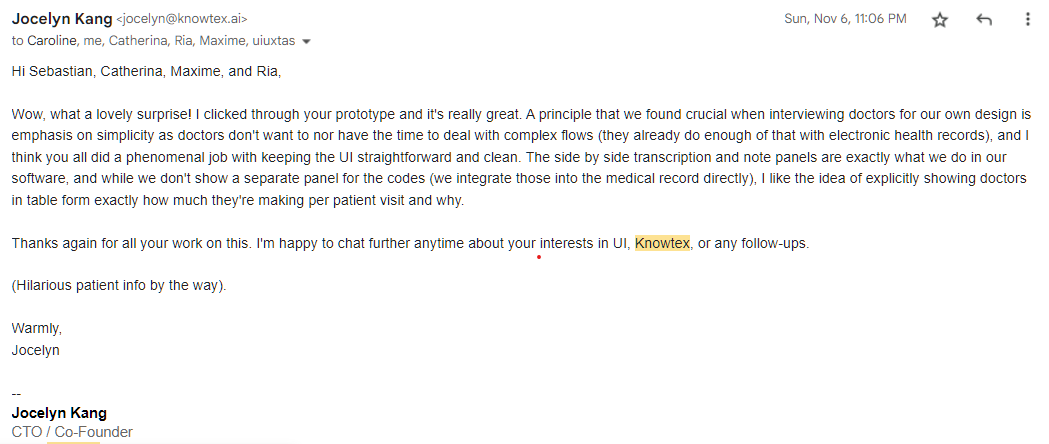 Jocelyn Kang <jocelyn@knowtex.ai>
Sun, Nov 6, 11:06 PM
to Caroline, me, Catherina, Ria, Maxime, uiuxtas
Hi Sebastian, Catherina, Maxime, and Ria,
Wow, what a lovely surprise! I clicked through your prototype and it's really great. A principle that we found crucial when interviewing doctors for our own design is
emphasis on simplicity as doctors don't want to nor have the time to deal with complex flows (they already do enough of that with electronic health records), and I
think you all did a phenomenal job with keeping the UI straightforward and clean. The side by side transcription and note panels are exactly what we do in our
software, and while we don't show a separate panel for the codes (we integrate those into the medical record directly), I like the idea of explicitly showing doctors
in table form exactly how much they're making per patient visit and why.
Thanks again for all your work on this. I'm happy to chat further anytime about your interests in UI, Knowtex, or any follow-ups.
(Hilarious patient info by the way).
Warmly,
Jocelyn
--
Jocelyn Kang
CTO / Co-Founder